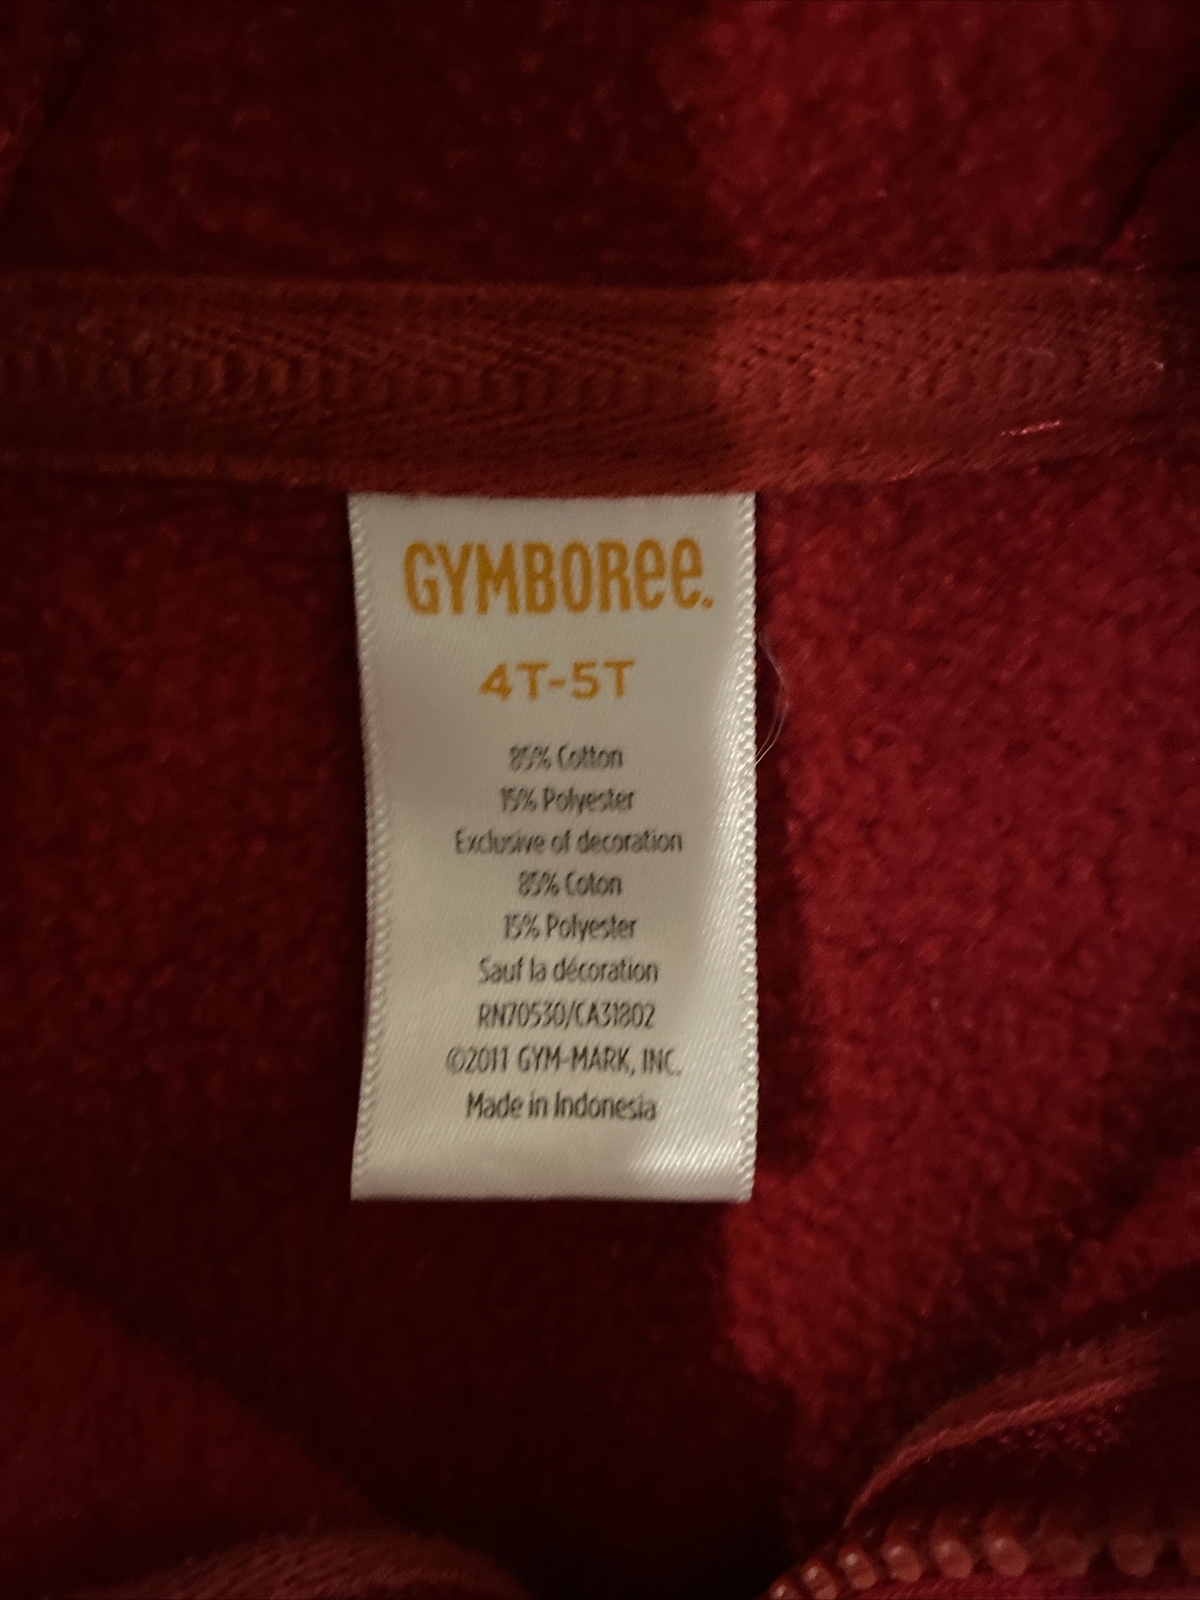 GYMBOREE.
4T-5T
85% Cotton
15% Polyester
Exclusive of decoration
85% Coton
15% Polyester
Sauf la décoration
RN70530/CA31802
©2011 GYM-MARK, INC.
Made in Indonesia